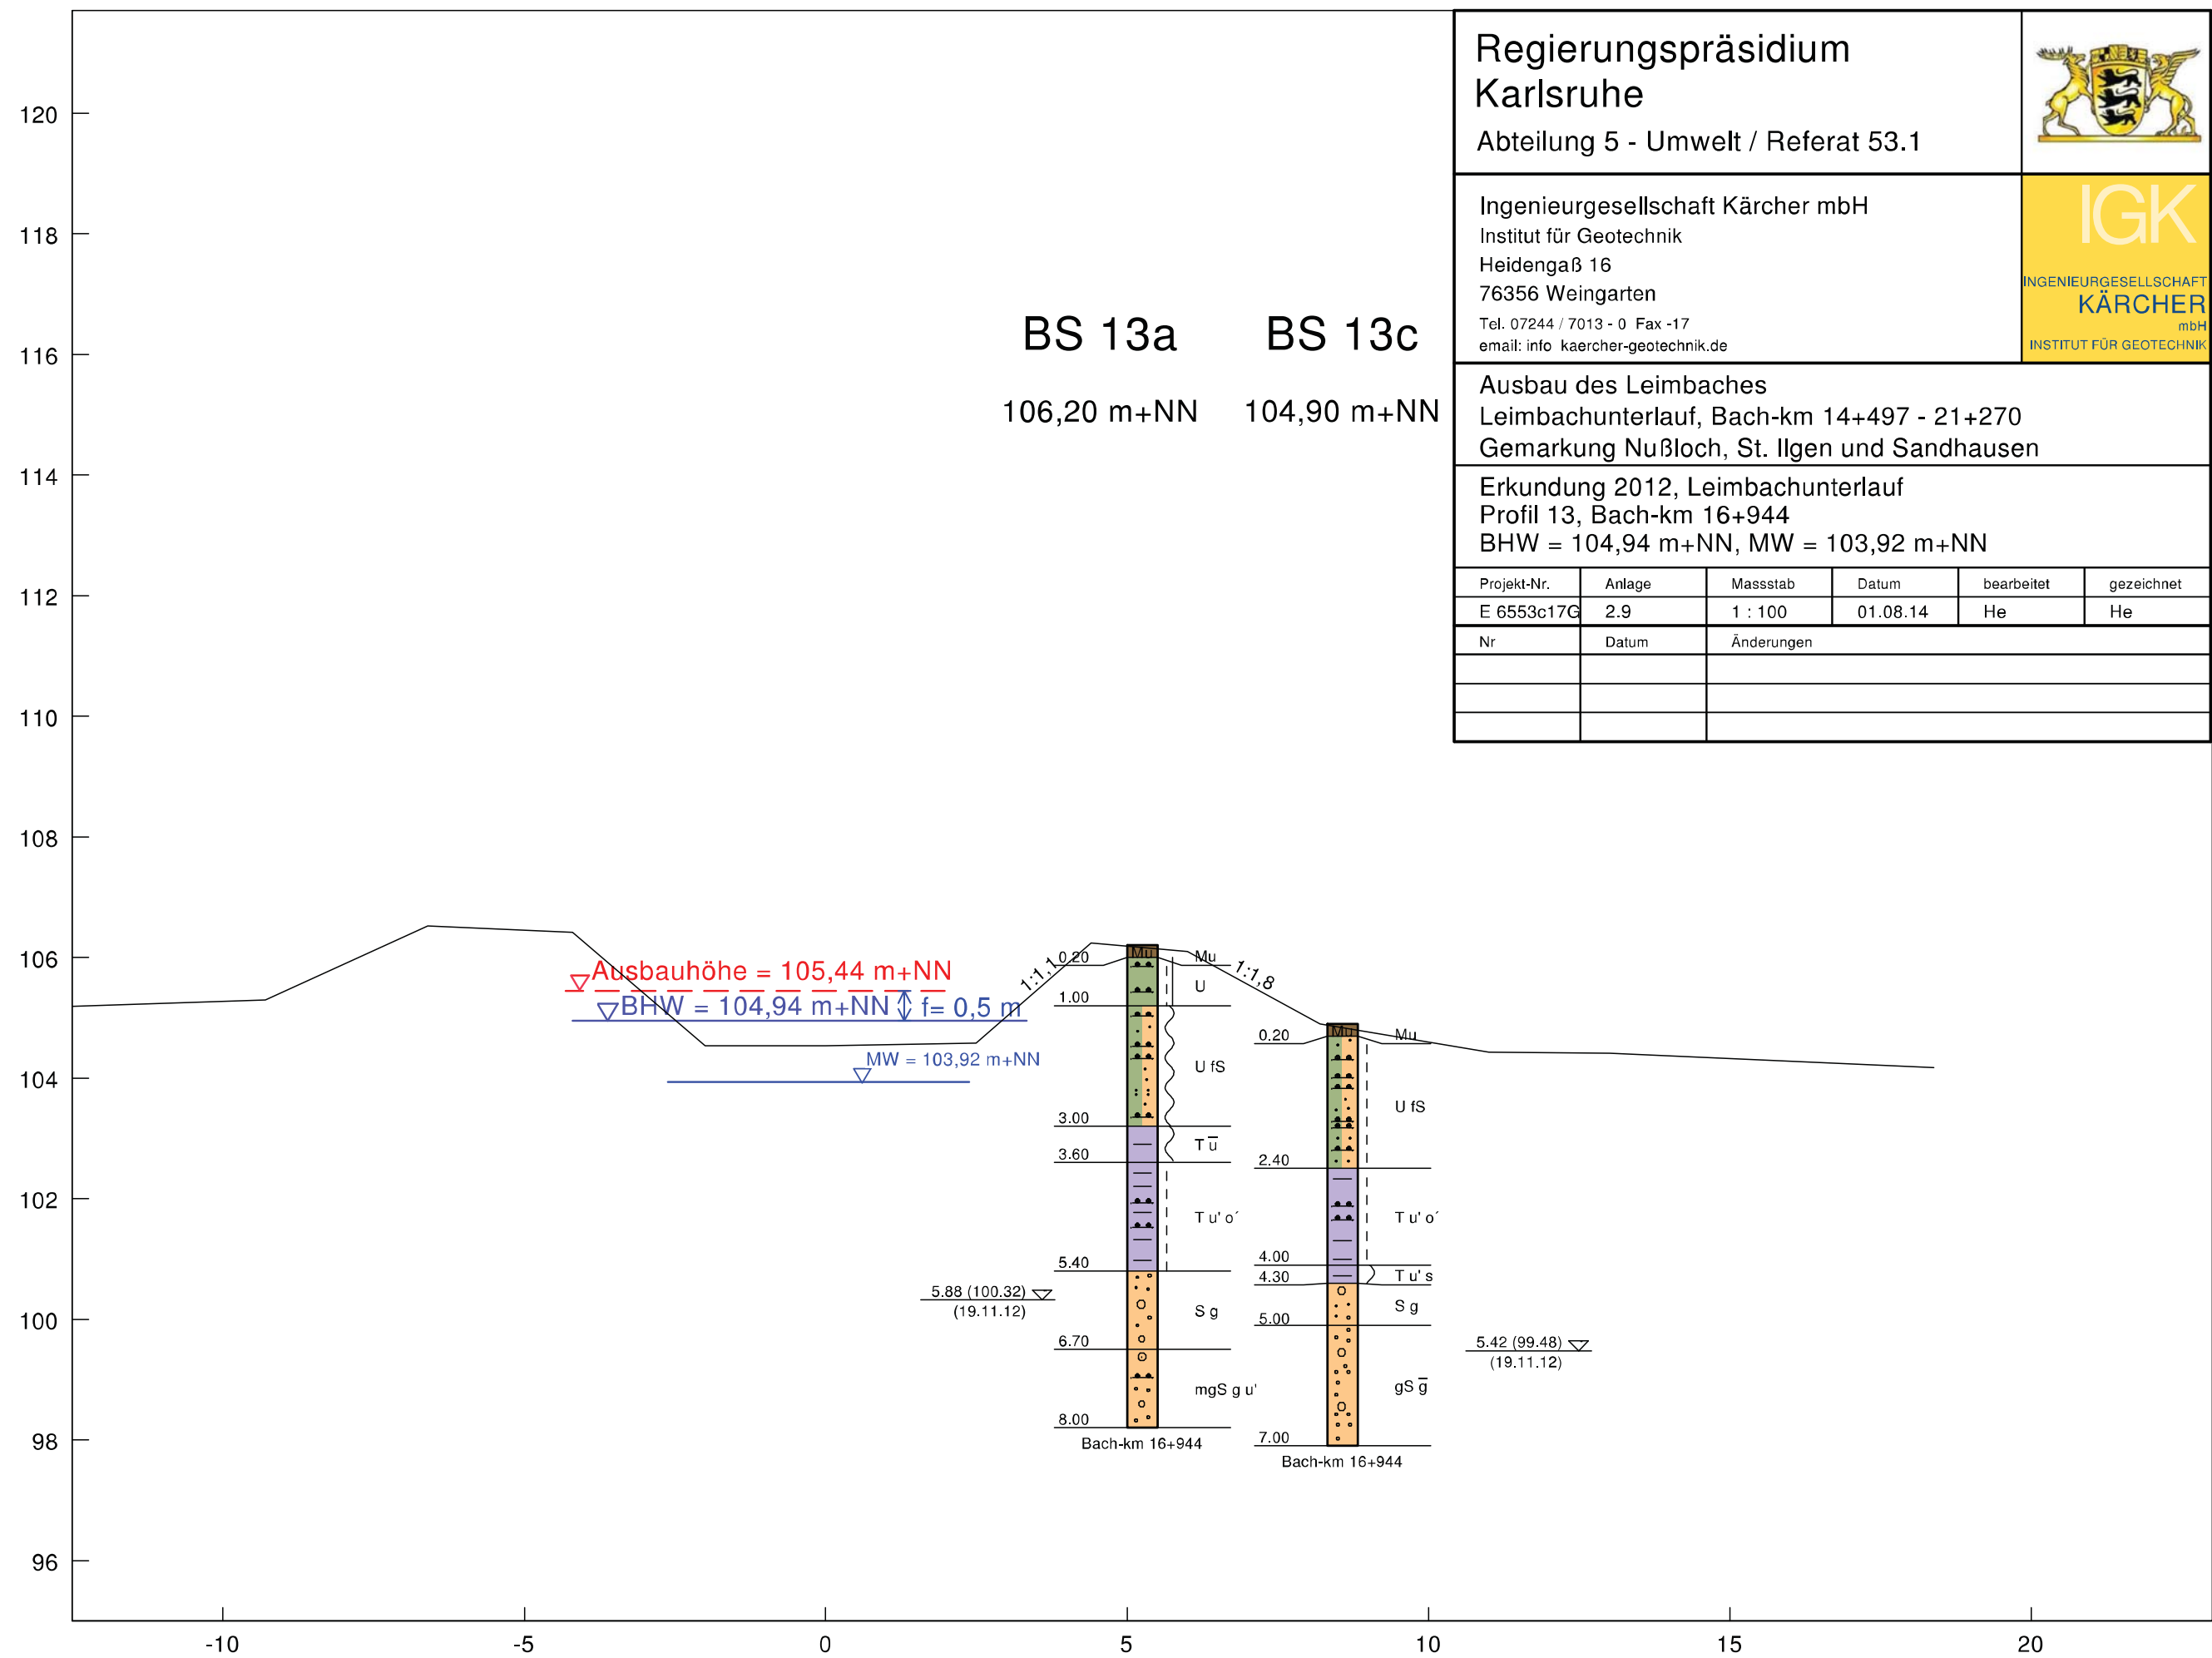 Regierungspräsidium
Karlsruhe
Abteilung 5 - Umwelt / Referat 53.1
Ingenieurgesellschaft Kärcher mbH
Institut für Geotechnik
Heidengaß 16
76356 Weingarten
Tel. 07244 / 7013 - 0 Fax -17
email: info kaercher-geotechnik.de
IGK
INGENIEURGESELLSCHAFT
KÄRCHER
mbH
INSTITUT FÜR GEOTECHNIK
Ausbau des Leimbaches
Leimbachunterlauf, Bach-km 14+497 - 21+270
Gemarkung Nußloch, St. Ilgen und Sandhausen
Erkundung 2012, Leimbachunterlauf
Profil 13, Bach-km 16+944
BHW = 104,94 m+NN, MW = 103,92 m+NN
Projekt-Nr. Anlage Massstab Datum bearbeitet gezeichnet
E 6553c17G 2.9 1 : 100 01.08.14 He He
Nr Datum Änderungen
BS 13a BS 13c
106,20 m+NN 104,90 m+NN
120
118
116
114
112
110
108
106
104
102
100
98
96
Ausbauhöhe = 105,44 m+NN
BHW = 104,94 m+NN f= 0,5 m
MW = 103,92 m+NN
1:1,1
1:1,8
0.20 Mu Mu
U
1.00
U fS
3.00
T u̅
3.60
T u' o´
5.40
5.88 (100.32)
(19.11.12)
S g
6.70
mgS g u'
8.00
Bach-km 16+944
0.20 Mu Mu
U fS
2.40
T u' o´
4.00
T u' s
4.30
S g
5.00
5.42 (99.48)
(19.11.12)
gS g̅
7.00
Bach-km 16+944
-10 -5 0 5 10 15 20